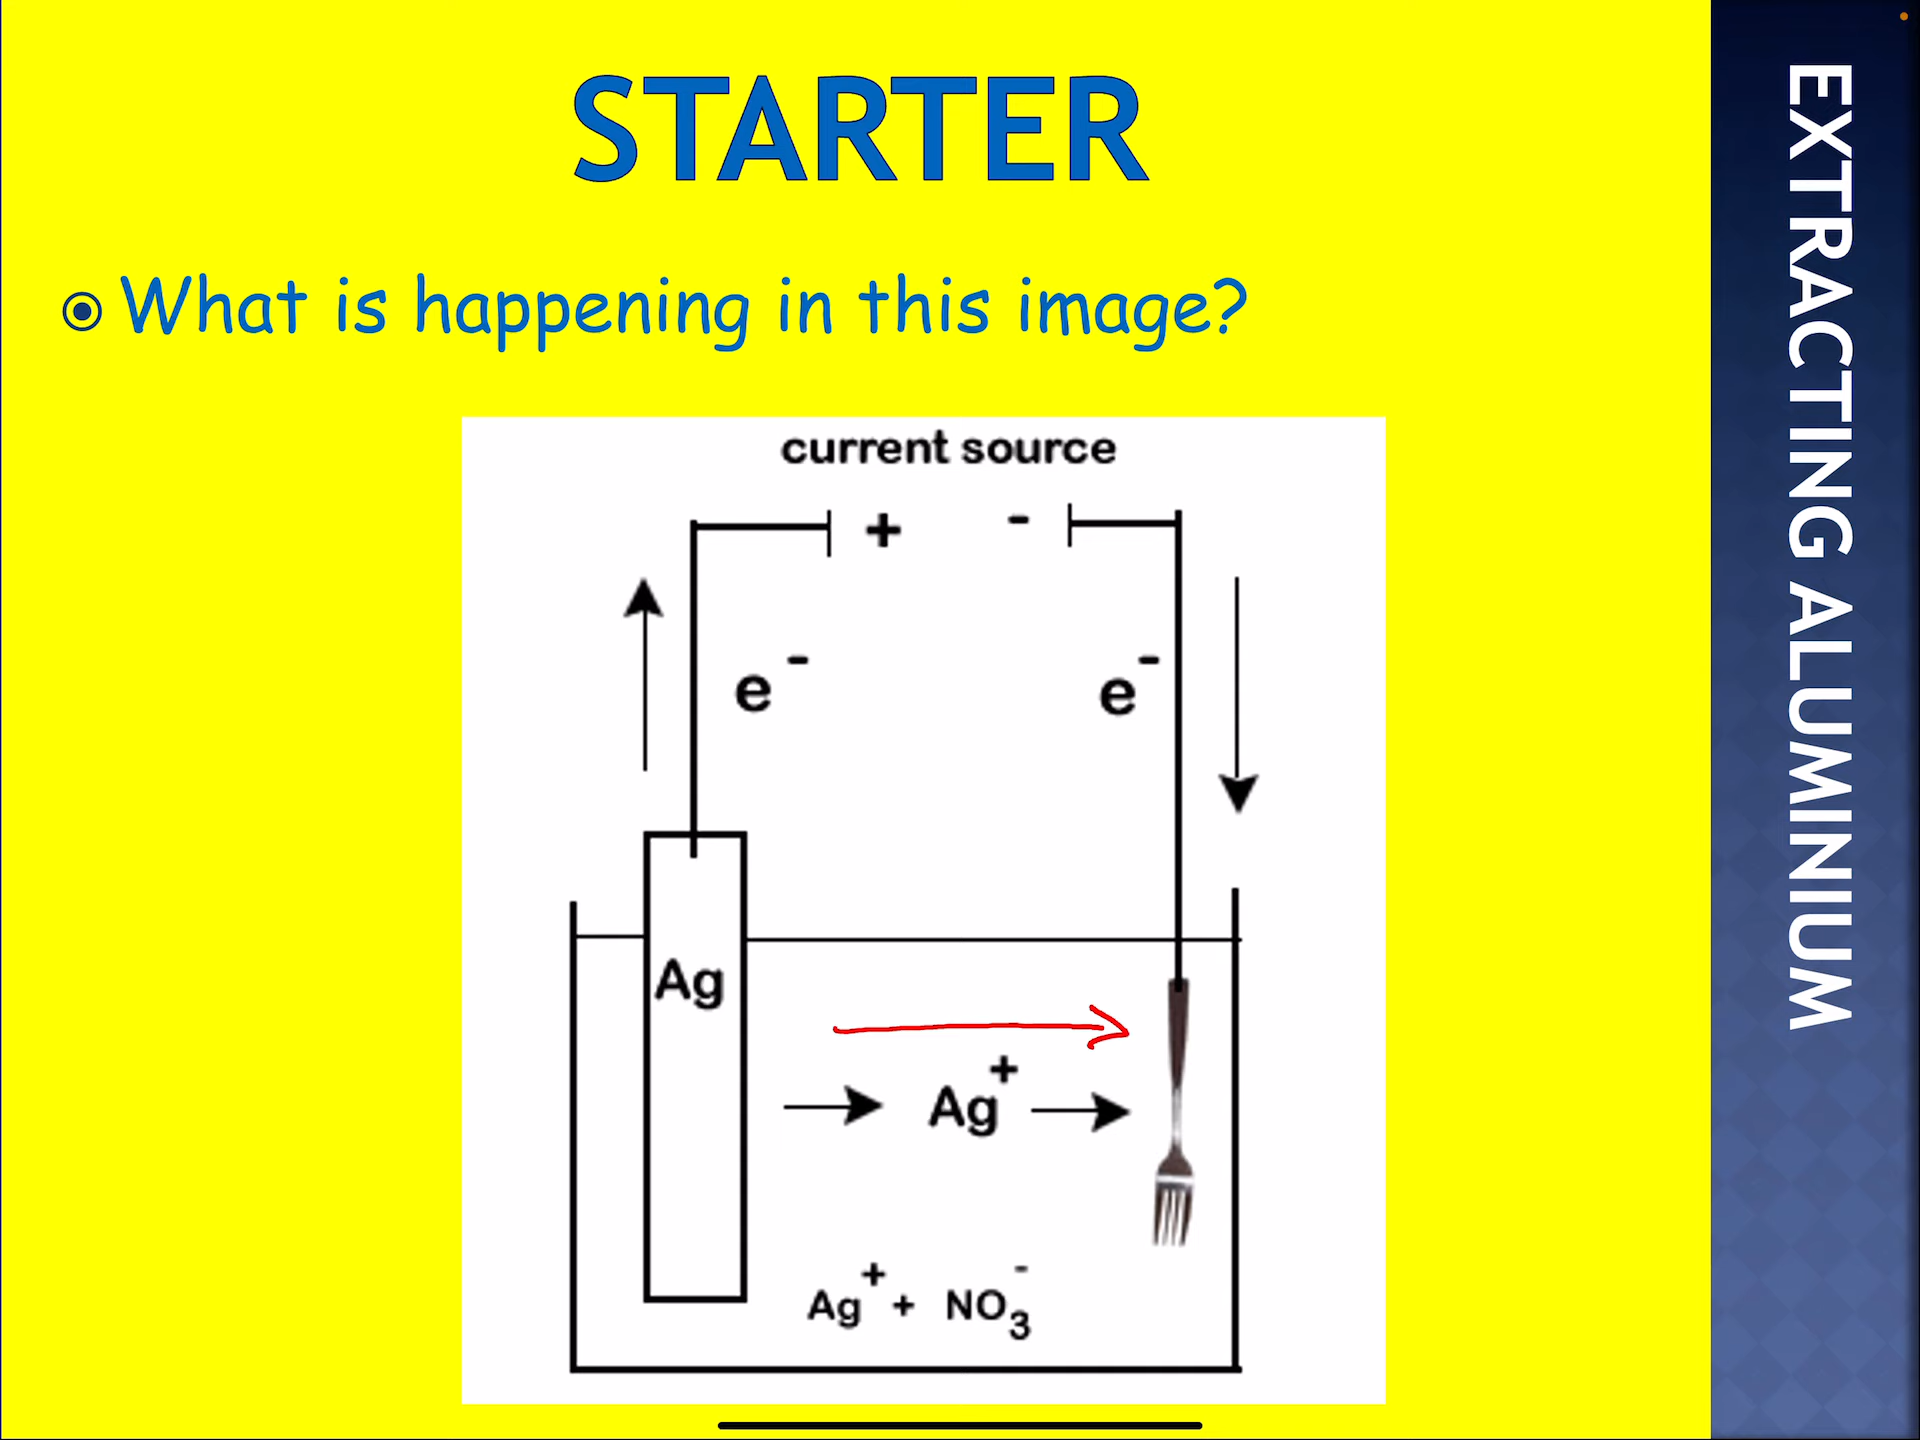 STARTER
What is happening in this image?
current source
+ -
e⁻ e⁻
Ag
Ag⁺
Ag⁺ + NO₃⁻
EXTRACTING ALUMINIUM